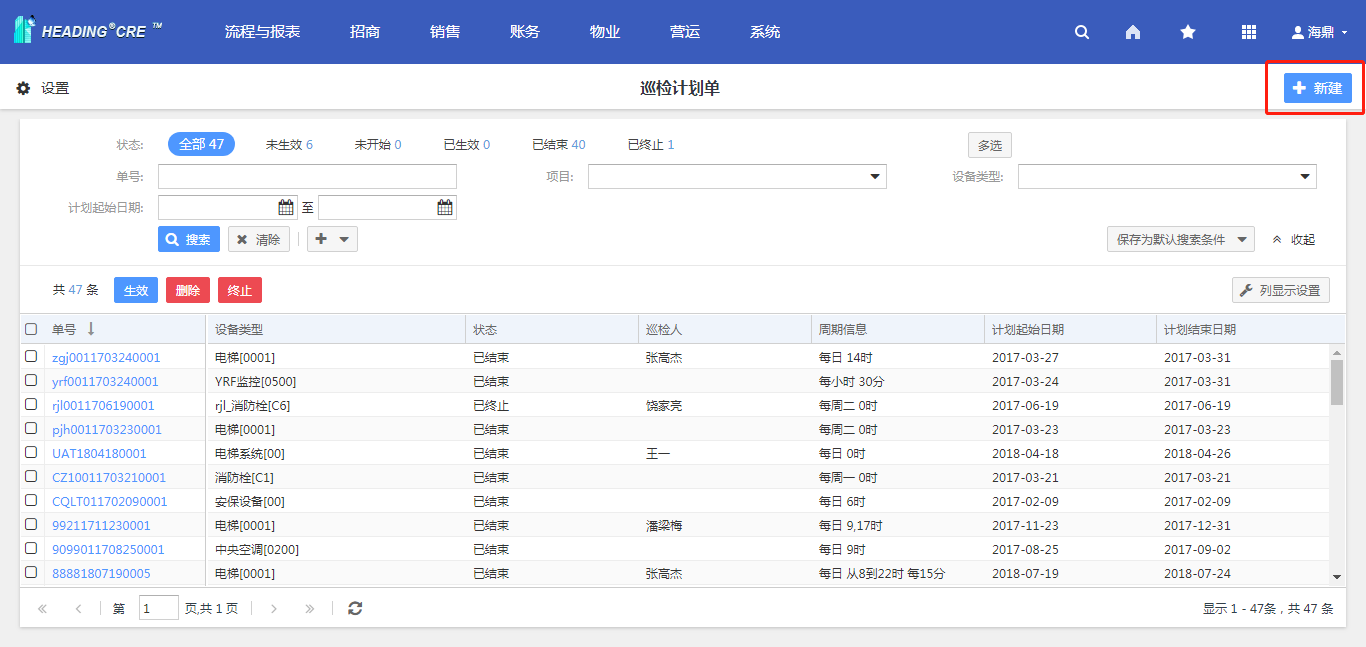 HEADING®CRE ™ 流程与报表 招商 销售 账务 物业 营运 系统 海鼎
设置 巡检计划单 新建
状态: 全部 47 未生效 6 未开始 0 已生效 0 已结束 40 已终止 1 多选
单号: 项目: 设备类型:
计划起始日期: 至
搜索 清除 保存为默认搜索条件 收起
共 47 条 生效 删除 终止 列显示设置
单号 设备类型 状态 巡检人 周期信息 计划起始日期 计划结束日期
zgj0011703240001 电梯[0001] 已结束 张高杰 每日 14时 2017-03-27 2017-03-31
yrf0011703240001 YRF监控[0500] 已结束 每小时 30分 2017-03-24 2017-03-31
rjl0011706190001 rjl_消防栓[C6] 已终止 饶家亮 每周二 0时 2017-06-19 2017-06-19
pjh0011703230001 电梯[0001] 已结束 每周二 0时 2017-03-23 2017-03-23
UAT1804180001 电梯系统[00] 已结束 王一 每日 0时 2018-04-18 2018-04-26
CZ10011703210001 消防栓[C1] 已结束 每周一 0时 2017-03-21 2017-03-21
CQLT011702090001 安保设备[00] 已结束 每日 6时 2017-02-09 2017-02-09
99211711230001 电梯[0001] 已结束 潘梁梅 每日 9,17时 2017-11-23 2017-12-31
9099011708250001 中央空调[0200] 已结束 每日 9时 2017-08-25 2017-09-02
88881807190005 电梯[0001] 已结束 张高杰 每日 从8到22时 每15分 2018-07-19 2018-07-24
第 1 页,共 1 页 显示 1 - 47条，共 47 条